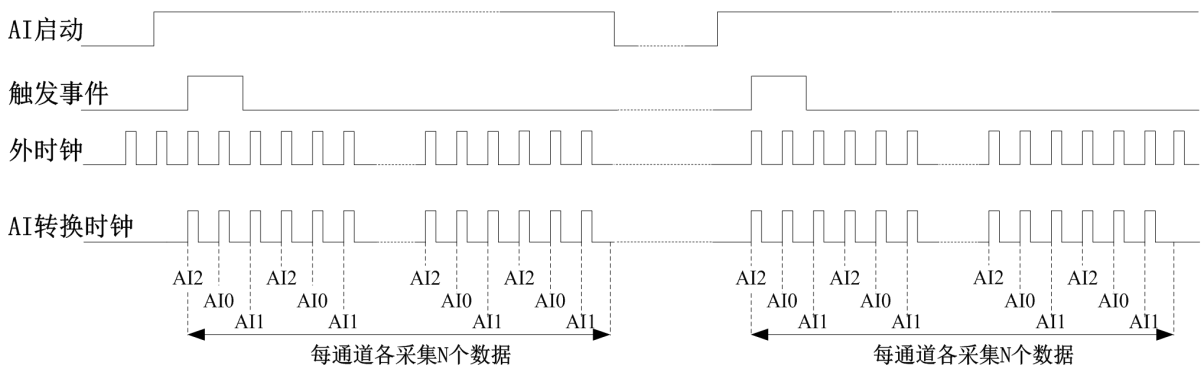 AI启动
触发事件
外时钟
AI转换时钟
AI2 AI2 AI2 AI2 AI2 AI2 AI2 AI2
AI0 AI0 AI0 AI0 AI0 AI0 AI0 AI0
AI1 AI1 AI1 AI1 AI1 AI1 AI1 AI1
每通道各采集N个数据 每通道各采集N个数据